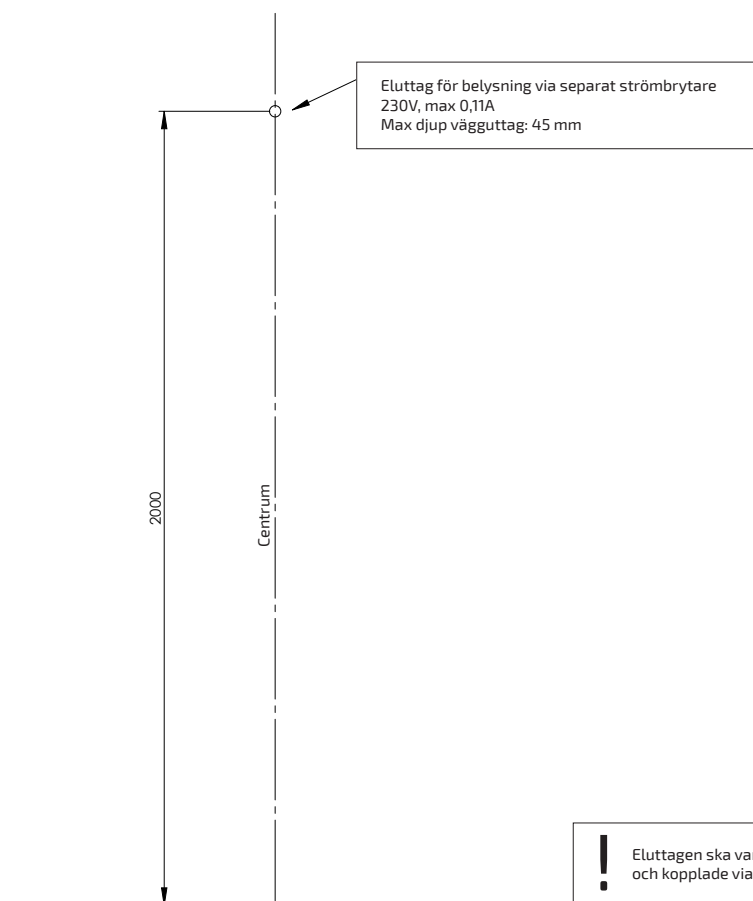 Eluttag för belysning via separat strömbrytare
230V, max 0,11A
Max djup vägguttag: 45 mm
2000
Centrum
!
Eluttagen ska
och kopplade via